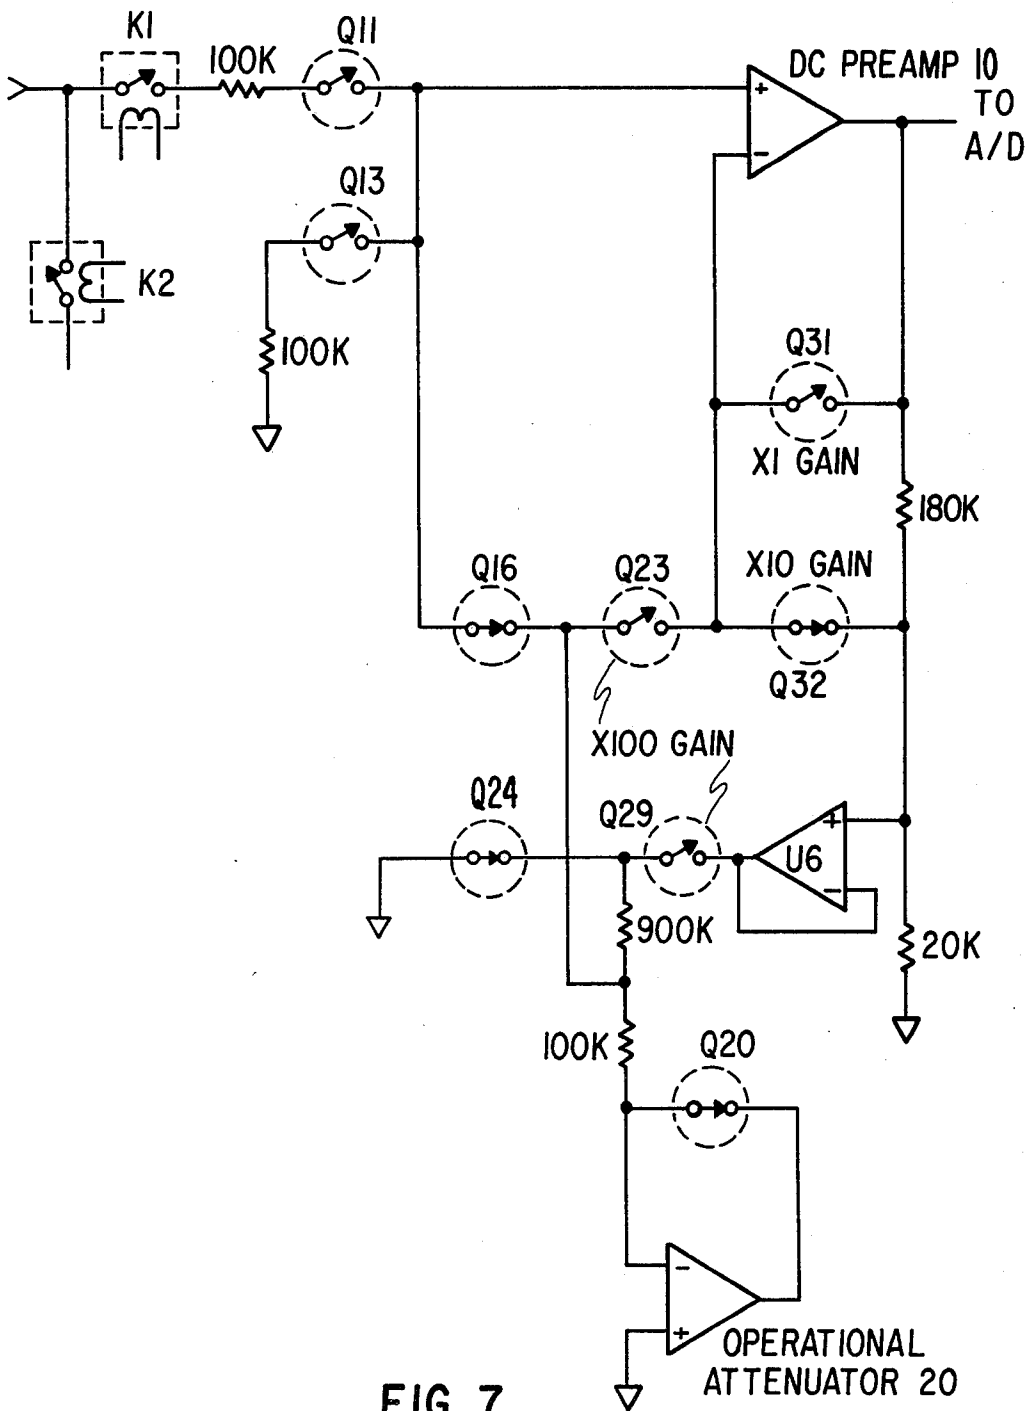 K1
100K
Q11
DC PREAMP 10
TO
A/D
+
−
Q13
K2
100K
Q31
X1 GAIN
180K
Q16
Q23
X10 GAIN
Q32
X100 GAIN
Q24
Q29
+
U6
−
900K
20K
100K
Q20
−
+
OPERATIONAL
ATTENUATOR 20
FIG 7